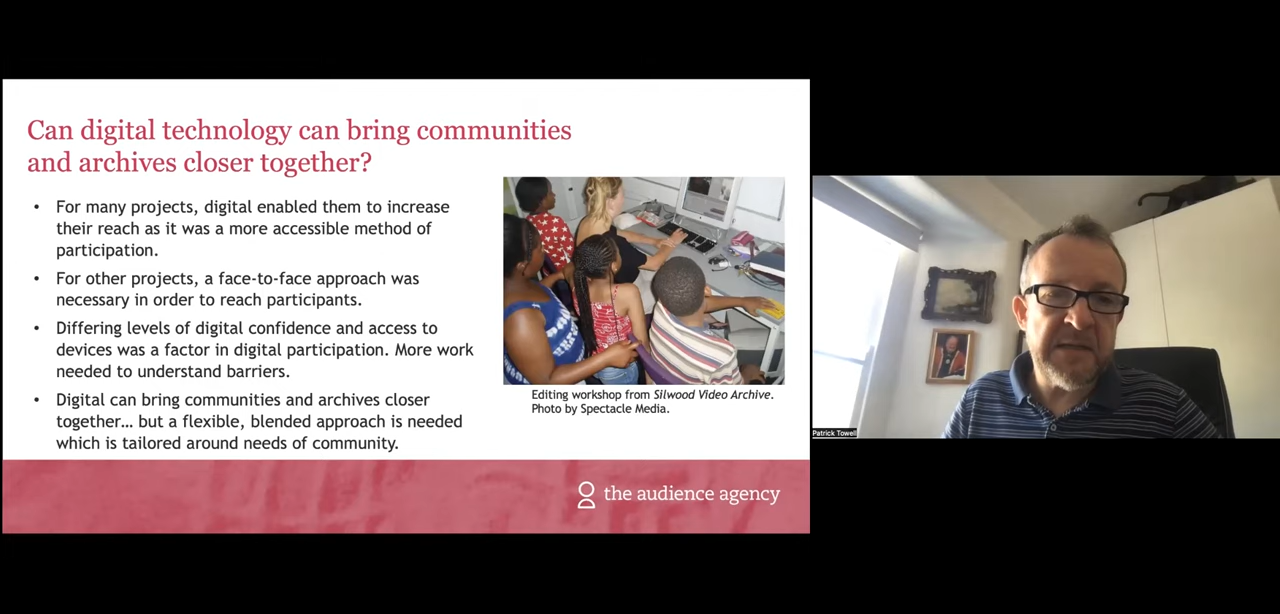 Can digital technology can bring communities
and archives closer together?
• For many projects, digital enabled them to increase
their reach as it was a more accessible method of
participation.
• For other projects, a face-to-face approach was
necessary in order to reach participants.
• Differing levels of digital confidence and access to
devices was a factor in digital participation. More work
needed to understand barriers.
• Digital can bring communities and archives closer
together… but a flexible, blended approach is needed
which is tailored around needs of community.
Editing workshop from Silwood Video Archive.
Photo by Spectacle Media.
the audience agency
Patrick Towell